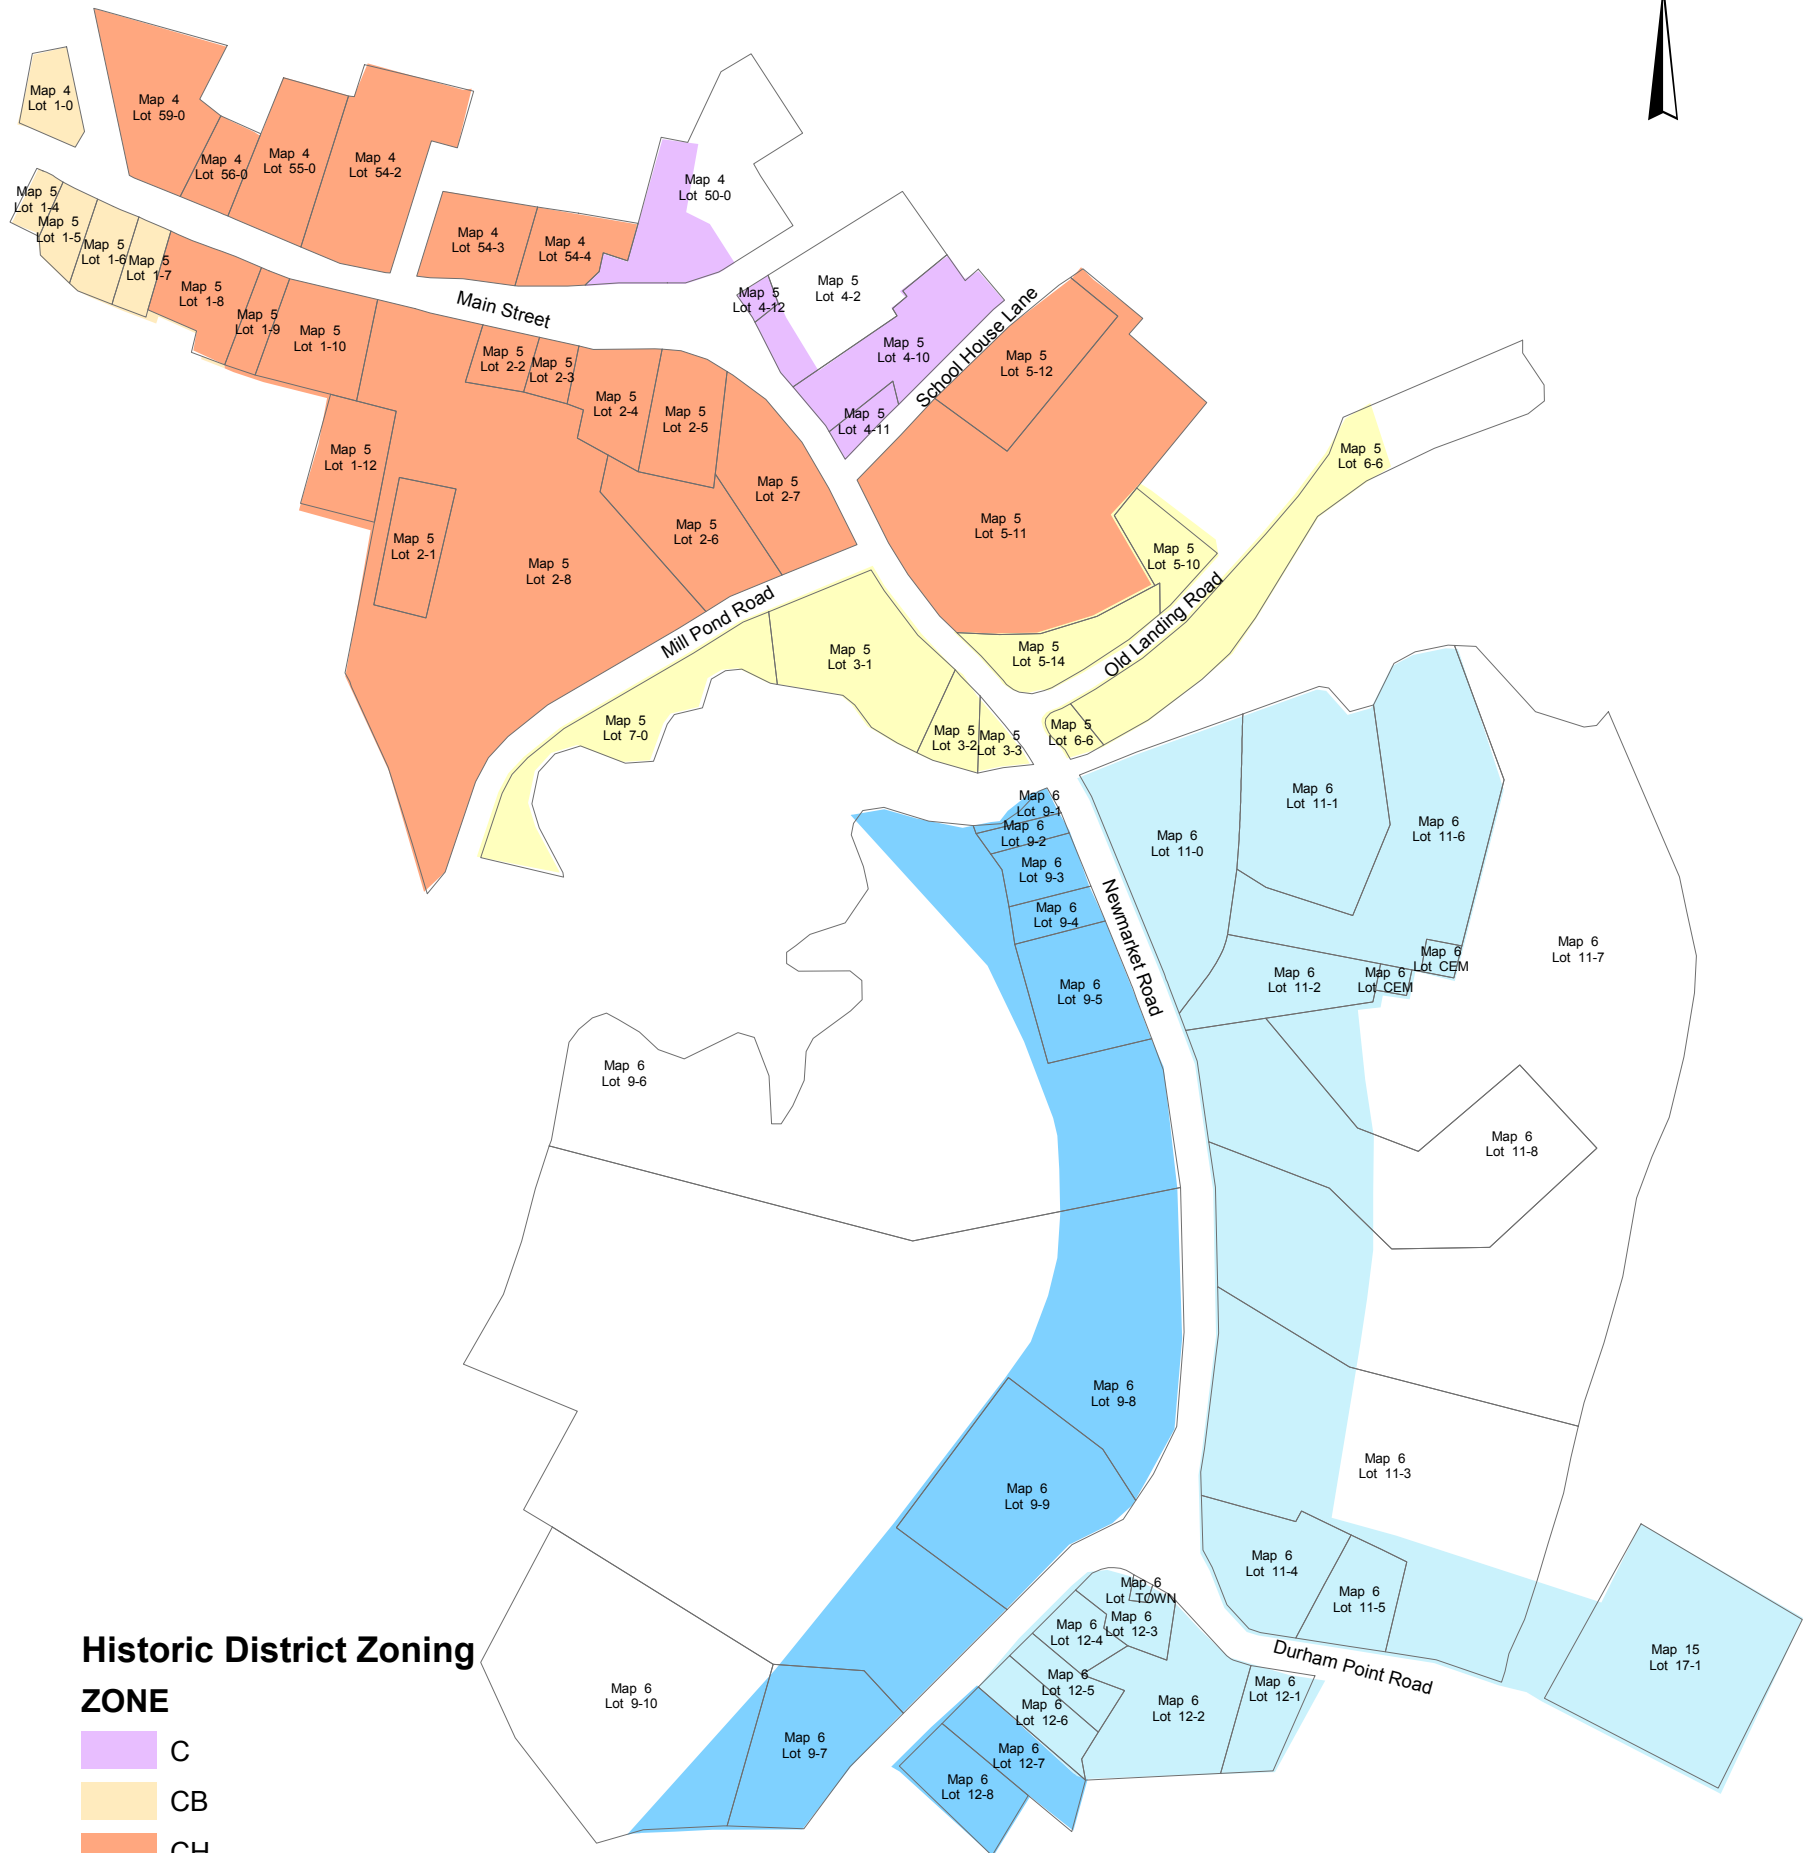 Map 4
Lot 1-0
Map 4
Lot 59-0
Map 4
Lot 56-0
Map 4
Lot 55-0
Map 4
Lot 54-2
Map 4
Lot 54-3
Map 4
Lot 54-4
Map 4
Lot 50-0
Map 5
Lot 1-4
Map 5
Lot 1-5
Map 5
Lot 1-6
Map 5
Lot 1-7
Map 5
Lot 1-8
Map 5
Lot 1-9
Map 5
Lot 1-10
Main Street
Map 5
Lot 4-12
Map 5
Lot 4-2
Map 5
Lot 4-10
Map 5
Lot 4-11
School House Lane
Map 5
Lot 5-12
Map 5
Lot 2-2
Map 5
Lot 2-3
Map 5
Lot 2-4
Map 5
Lot 2-5
Map 5
Lot 1-12
Map 5
Lot 2-7
Map 5
Lot 2-6
Map 5
Lot 2-1
Map 5
Lot 2-8
Map 5
Lot 5-11
Map 5
Lot 6-6
Map 5
Lot 5-10
Old Landing Road
Mill Pond Road
Map 5
Lot 3-1
Map 5
Lot 5-14
Map 5
Lot 7-0
Map 5
Lot 3-2
Map 5
Lot 3-3
Map 5
Lot 6-6
Map 6
Lot 9-1
Map 6
Lot 9-2
Map 6
Lot 9-3
Map 6
Lot 9-4
Map 6
Lot 9-5
Newmarket Road
Map 6
Lot 11-0
Map 6
Lot 11-1
Map 6
Lot 11-6
Map 6
Lot 11-2
Map 6
Lot CEM
Map 6
Lot CEM
Map 6
Lot 11-7
Map 6
Lot 9-6
Map 6
Lot 11-8
Map 6
Lot 9-8
Map 6
Lot 11-3
Map 6
Lot 9-9
Map 6
Lot 11-4
Map 6
Lot 11-5
Map 6
Lot TOWN
Map 6
Lot 12-3
Map 6
Lot 12-4
Map 6
Lot 12-5
Map 6
Lot 12-6
Map 6
Lot 12-2
Map 6
Lot 12-1
Durham Point Road
Map 15
Lot 17-1
Map 6
Lot 9-10
Map 6
Lot 9-7
Map 6
Lot 12-7
Map 6
Lot 12-8
Historic District Zoning
ZONE
C
CB
CH